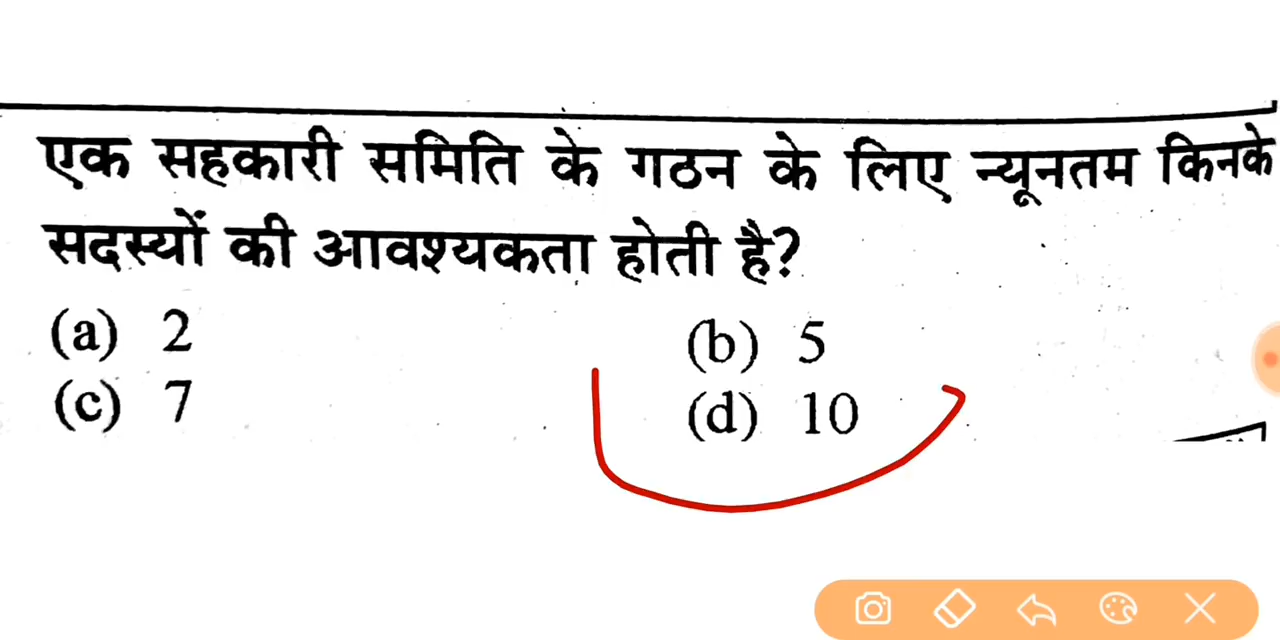 एक सहकारी समिति के गठन के लिए न्यूनतम किनके
सदस्यों की आवश्यकता होती है?
(a) 2 (b) 5
(c) 7 (d) 10